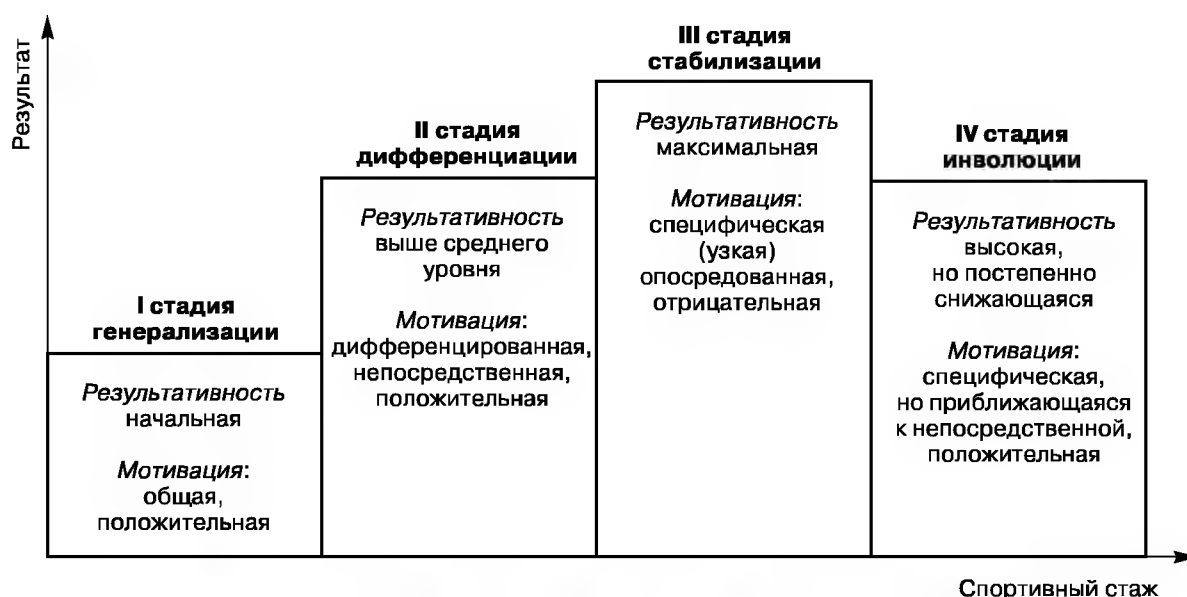 Результат
I стадия
генерализации
Результативность
начальная
Мотивация:
общая,
положительная
II стадия
дифференциации
Результативность
выше среднего
уровня
Мотивация:
дифференцированная,
непосредственная,
положительная
III стадия
стабилизации
Результативность
максимальная
Мотивация:
специфическая
(узкая)
опосредованная,
отрицательная
IV стадия
инволюции
Результативность
высокая,
но постепенно
снижающаяся
Мотивация:
специфическая,
но приближающаяся
к непосредственной,
положительная
Спортивный стаж